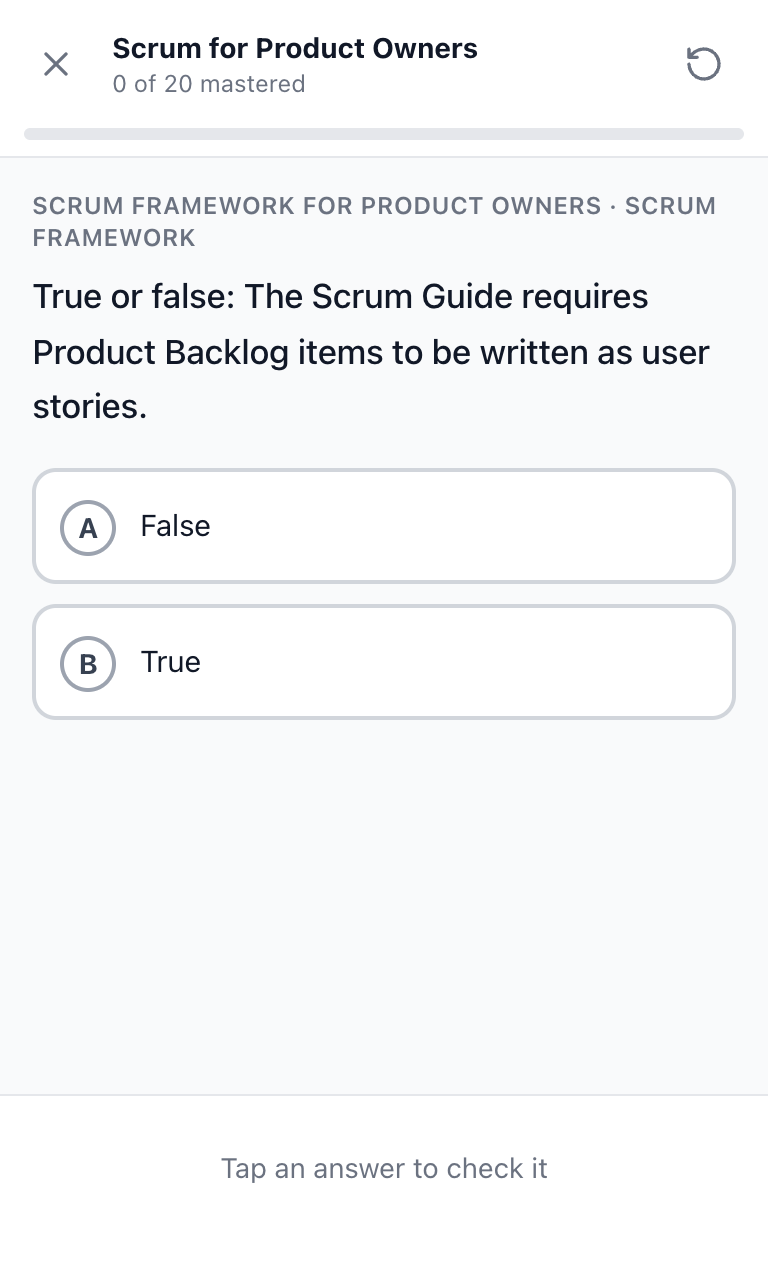 Scrum for Product Owners
0 of 20 mastered
SCRUM FRAMEWORK FOR PRODUCT OWNERS · SCRUM
FRAMEWORK
True or false: The Scrum Guide requires
Product Backlog items to be written as user
stories.
A False
B True
Tap an answer to check it